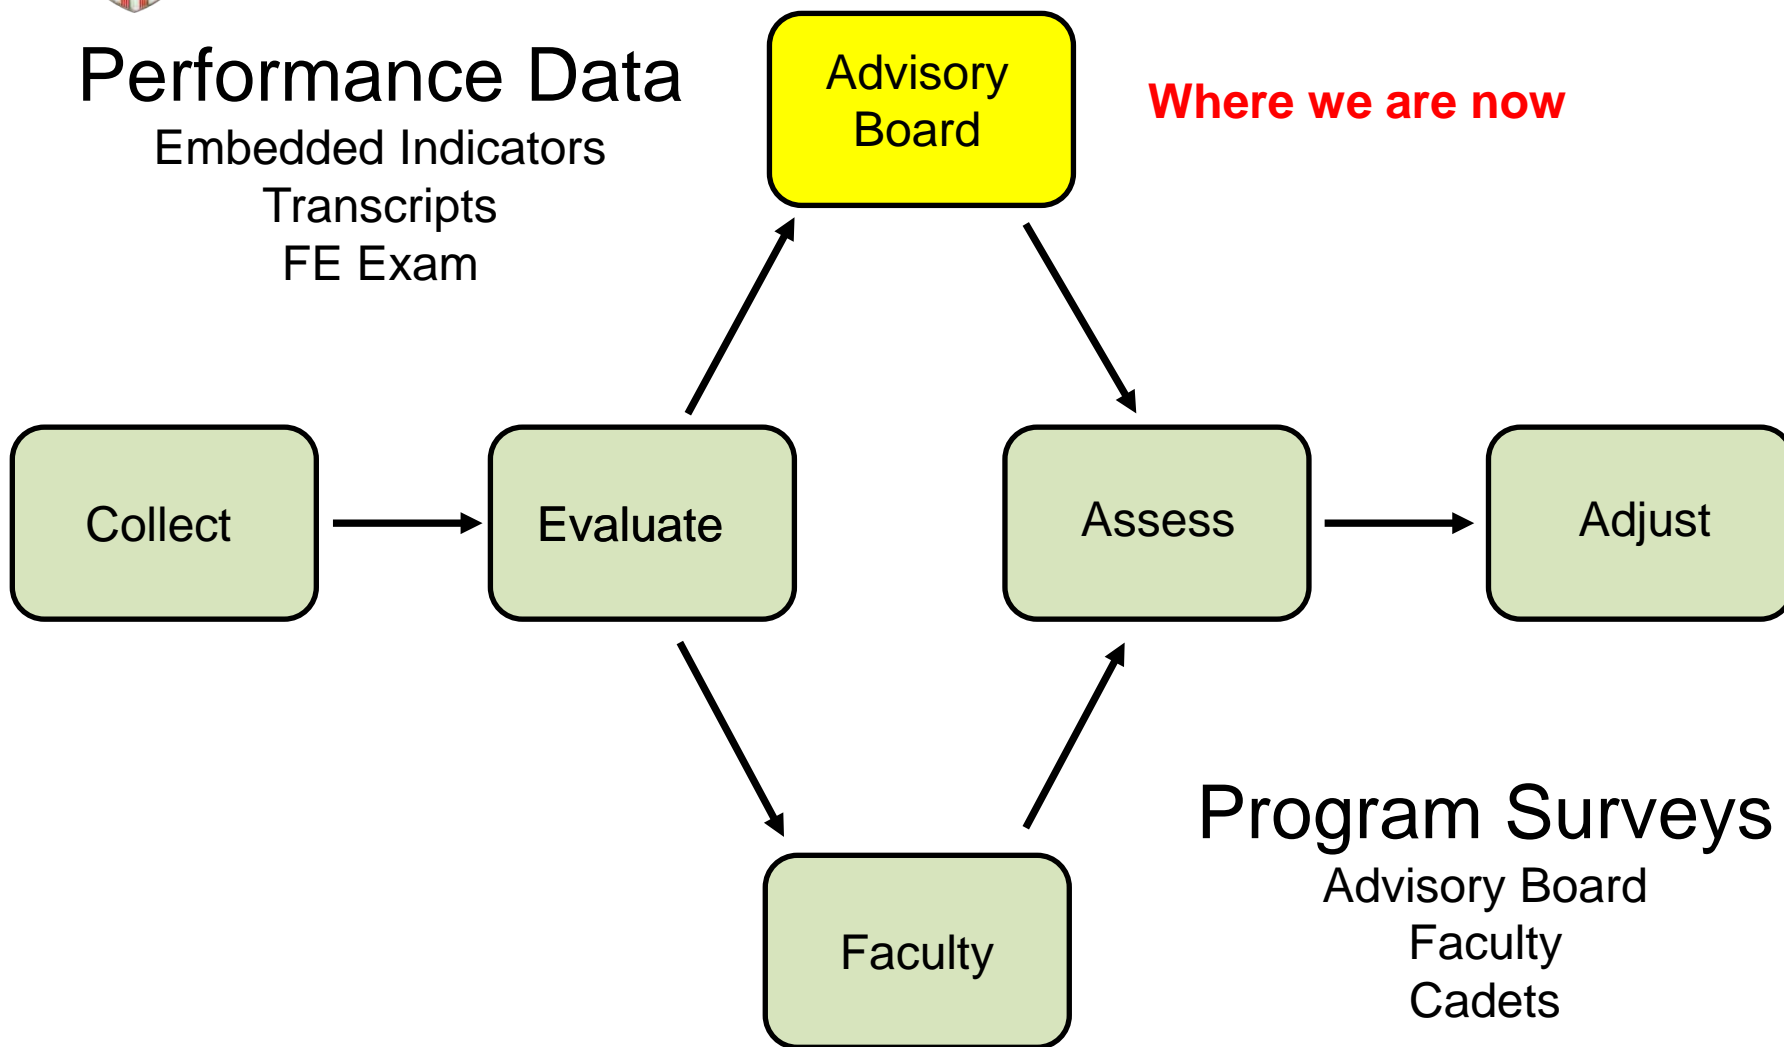 Performance Data
Embedded Indicators
Transcripts
FE Exam
Advisory
Board
Where we are now
Collect
Evaluate
Assess
Adjust
Faculty
Program Surveys
Advisory Board
Faculty
Cadets